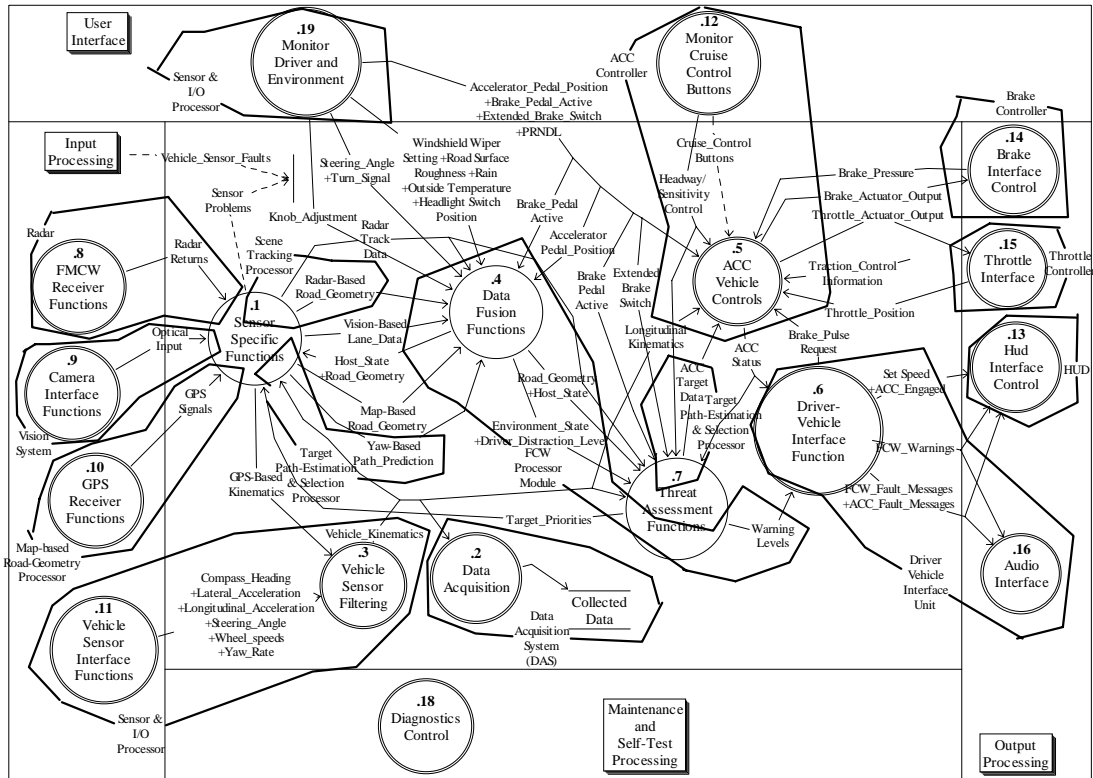 User
Interface
.19
Monitor
Driver and
Environment
Sensor &
I/O
Processor
.12
Monitor
Cruise
Control
Buttons
ACC
Controller
Accelerator_Pedal_Position
+Brake_Pedal_Active
+Extended_Brake_Switch
+PRNDL
Brake
Controller
.14
Brake
Interface
Control
Input
Processing
Vehicle_Sensor_Faults
Sensor
Problems
Steering_Angle
+Turn_Signal
Windshield Wiper
Setting +Road Surface
Roughness +Rain
+Outside Temperature
+Headlight Switch
Position
Cruise_Control
Buttons
Headway/
Sensitivity
Control
Brake_Pressure
Brake_Actuator_Output
Throttle_Actuator_Output
Knob_Adjustment
Brake_Pedal
Active
Accelerator
Pedal_Position
Radar
.8
FMCW
Receiver
Functions
Radar
Returns
Scene
Tracking
Processor
Radar
Track
Data
Radar-Based
Road_Geometry
.1
Sensor
Specific
Functions
.4
Data
Fusion
Functions
Brake
Pedal
Active
Extended
Brake
Switch
.5
ACC
Vehicle
Controls
Traction_Control
Information
Throttle_Position
.15
Throttle
Interface
Throttle
Controller
Vision-Based
Lane_Data
Longitudinal
Kinematics
Brake_Pulse
Request
ACC
Status
Optical
Input
.9
Camera
Interface
Functions
Vision
System
Host_State
+Road_Geometry
Road_Geometry
+Host_State
ACC
Target
Data
Target
Path-Estimation
& Selection
Processor
.6
Driver-
Vehicle
Interface
Function
Set Speed
+ACC_Engaged
.13
Hud
Interface
Control
HUD
GPS
Signals
Map-Based
Road_Geometry
Environment_State
+Driver_Distraction_Level
FCW
Processor
Module
Yaw-Based
Path_Prediction
Target
Path-Estimation
& Selection
Processor
GPS-Based
Kinematics
FCW_Warnings
.10
GPS
Receiver
Functions
Map-based
Road-Geometry
Processor
.7
Threat
Assessment
Functions
FCW_Fault_Messages
+ACC_Fault_Messages
Target_Priorities
Vehicle_Kinematics
Warning
Levels
.3
Vehicle
Sensor
Filtering
.2
Data
Acquisition
Collected
Data
Data
Acquisition
System
(DAS)
Driver
Vehicle
Interface
Unit
.16
Audio
Interface
.11
Vehicle
Sensor
Interface
Functions
Compass_Heading
+Lateral_Acceleration
+Longitudinal_Acceleration
+Steering_Angle
+Wheel_speeds
+Yaw_Rate
Sensor &
I/O
Processor
.18
Diagnostics
Control
Maintenance
and
Self-Test
Processing
Output
Processing